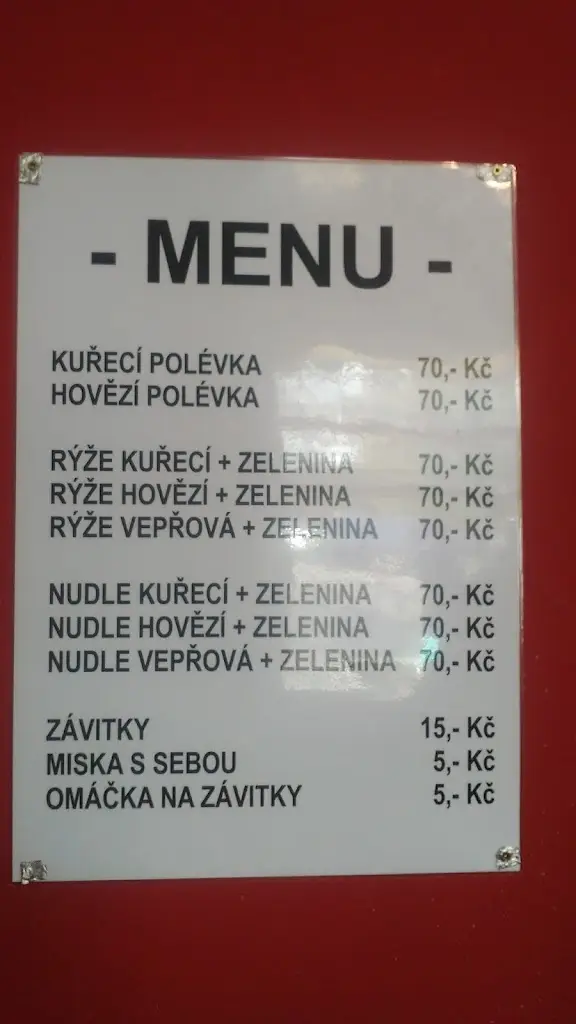 - MENU -
KUŘECÍ POLÉVKA 70,- Kč
HOVĚZÍ POLÉVKA 70,- Kč
RÝŽE KUŘECÍ + ZELENINA 70,- Kč
RÝŽE HOVĚZÍ + ZELENINA 70,- Kč
RÝŽE VEPŘOVÁ + ZELENINA 70,- Kč
NUDLE KUŘECÍ + ZELENINA 70,- Kč
NUDLE HOVĚZÍ + ZELENINA 70,- Kč
NUDLE VEPŘOVÁ + ZELENINA 70,- Kč
ZÁVITKY 15,- Kč
MISKA S SEBOU 5,- Kč
OMÁČKA NA ZÁVITKY 5,- Kč